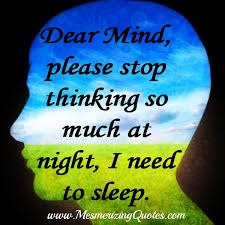 Dear Mind,
please stop
thinking so
much at
night, I need
to sleep.
www.MesmerizingQuotes.com